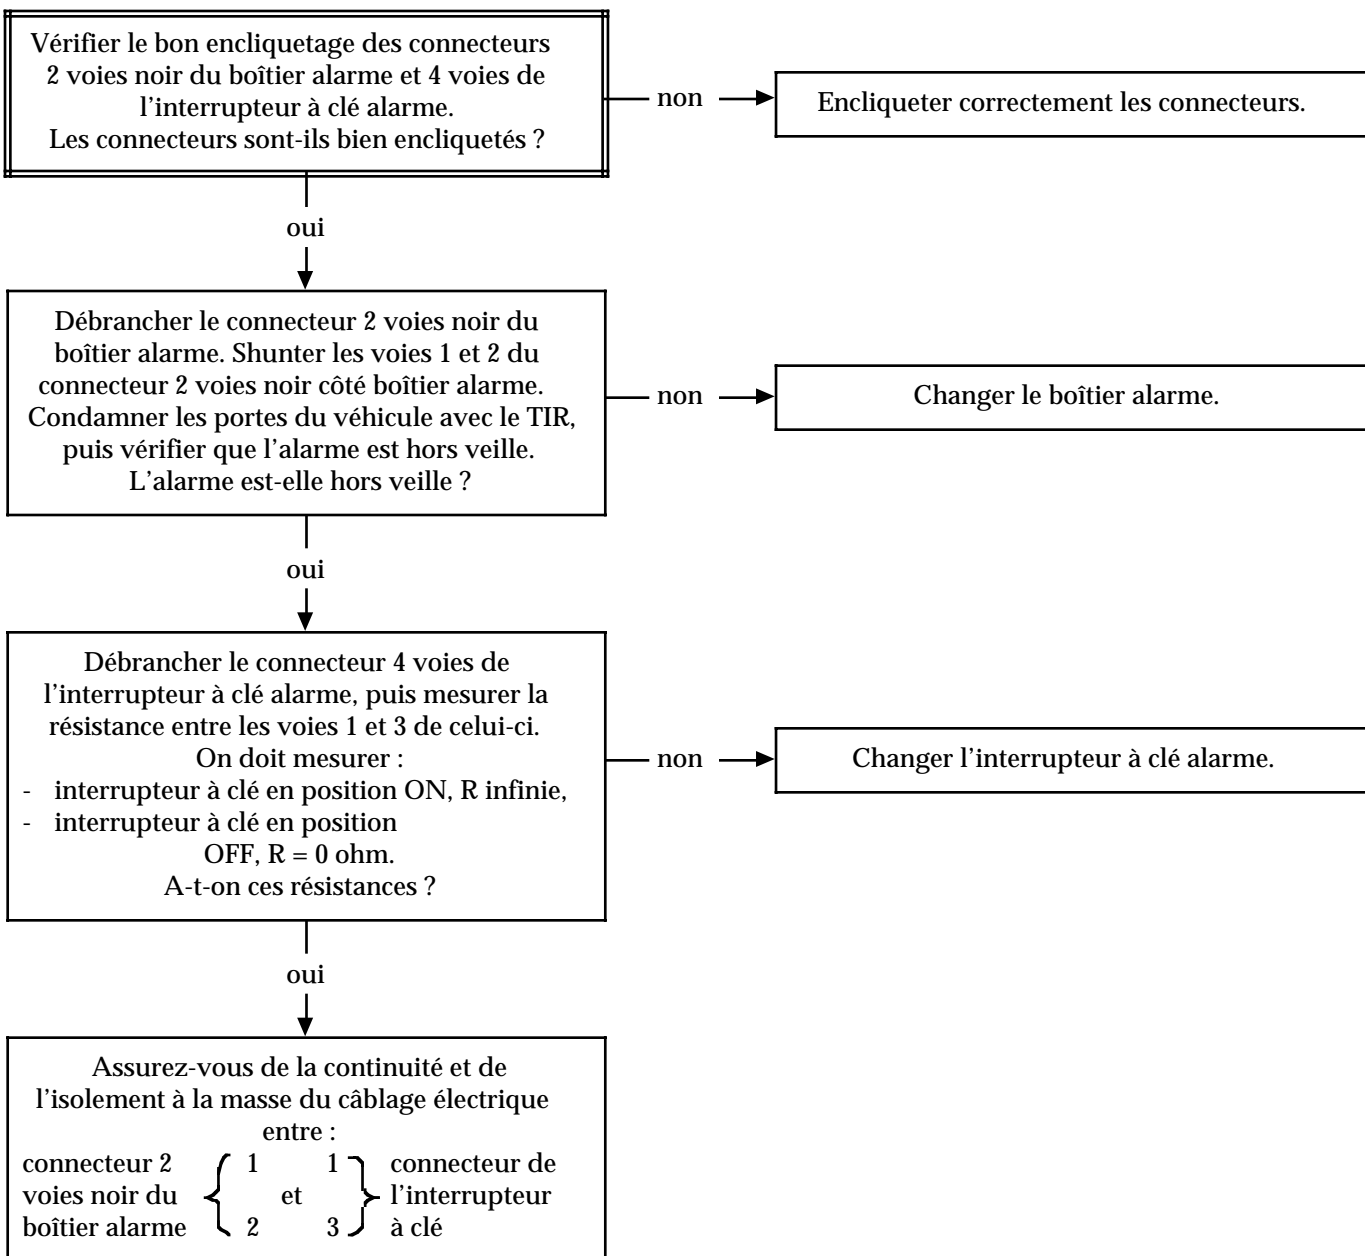 Vérifier le bon encliquetage des connecteurs
2 voies noir du boîtier alarme et 4 voies de
l’interrupteur à clé alarme.
Les connecteurs sont-ils bien encliquetés ?
non
Encliqueter correctement les connecteurs.
oui
Débrancher le connecteur 2 voies noir du
boîtier alarme. Shunter les voies 1 et 2 du
connecteur 2 voies noir côté boîtier alarme.
Condamner les portes du véhicule avec le TIR,
puis vérifier que l’alarme est hors veille.
L’alarme est-elle hors veille ?
non
Changer le boîtier alarme.
oui
Débrancher le connecteur 4 voies de
l’interrupteur à clé alarme, puis mesurer la
résistance entre les voies 1 et 3 de celui-ci.
On doit mesurer :
- interrupteur à clé en position ON, R infinie,
- interrupteur à clé en position
OFF, R = 0 ohm.
A-t-on ces résistances ?
non
Changer l’interrupteur à clé alarme.
oui
Assurez-vous de la continuité et de
l’isolement à la masse du câblage électrique
entre :
connecteur 2 { 1 1 } connecteur de
voies noir du et l’interrupteur
boîtier alarme 2 3 à clé